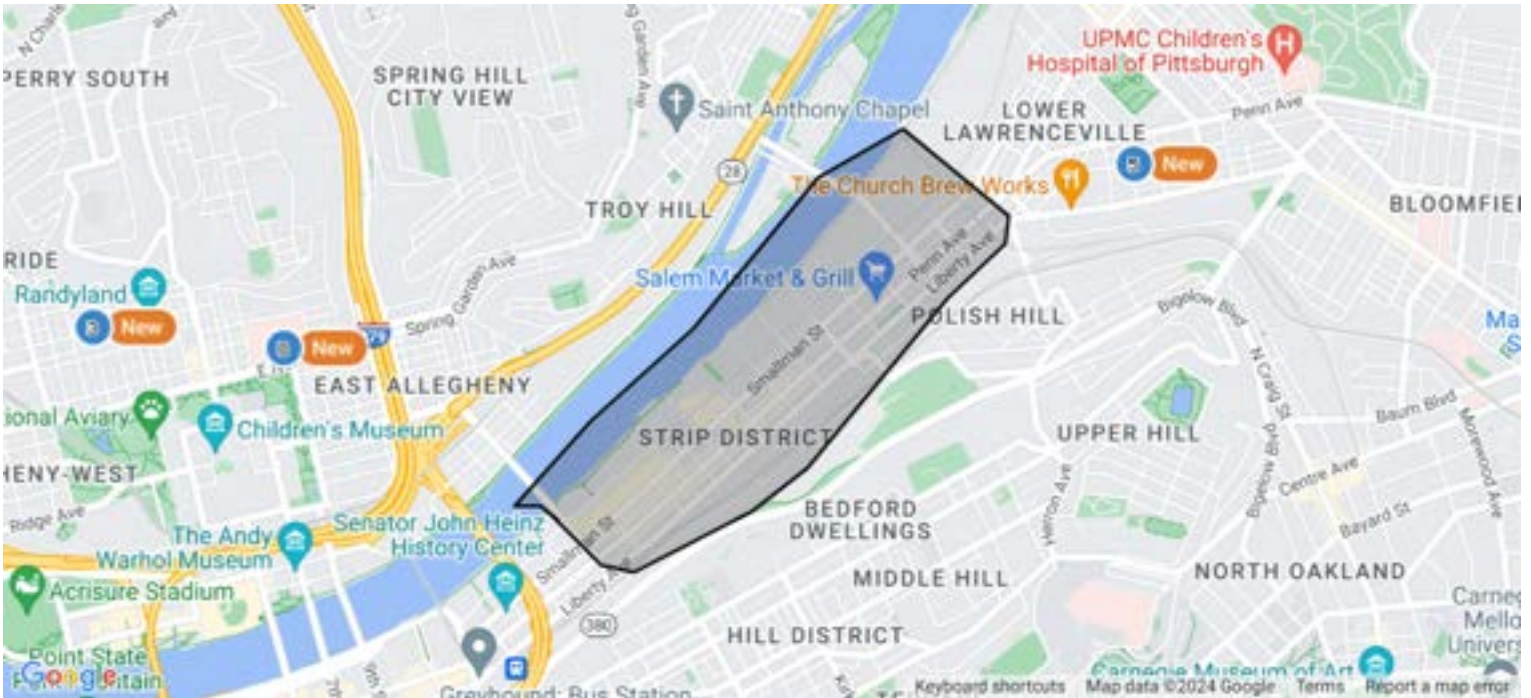 N Charle
PERRY SOUTH
SPRING HILL
CITY VIEW
Saint Anthony Chapel
UPMC Children's
Hospital of Pittsburgh
LOWER
LAWRENCEVILLE
Penn Ave
New
28
The Church Brew Works
TROY HILL
BLOOMFIEL
RIDE
Randyland
New
Spring Garden Ave
Salem Market & Grill
Penn Ave
Liberty Ave
POLISH HILL
Bigelow Blvd
New
EAST ALLEGHENY
Smallman St
N Craig St
ional Aviary
Children's Museum
STRIP DISTRICT
UPPER HILL
Baum Blvd
Morewood Ave
HENY-WEST
Ridge Ave
Centre Ave
Bigelow Blvd
Herron Ave
Bayard St
The Andy
Warhol Museum
Senator John Heinz
History Center
BEDFORD
DWELLINGS
Smallman St
Liberty Ave
Acrisure Stadium
MIDDLE HILL
NORTH OAKLAND
Carneg
Mello
Univers
380
HILL DISTRICT
Point State
Google
Greyhound: Bus Station
Carnegie Museum of Art
Keyboard shortcuts
Map data ©2024 Google
Terms
Report a map error